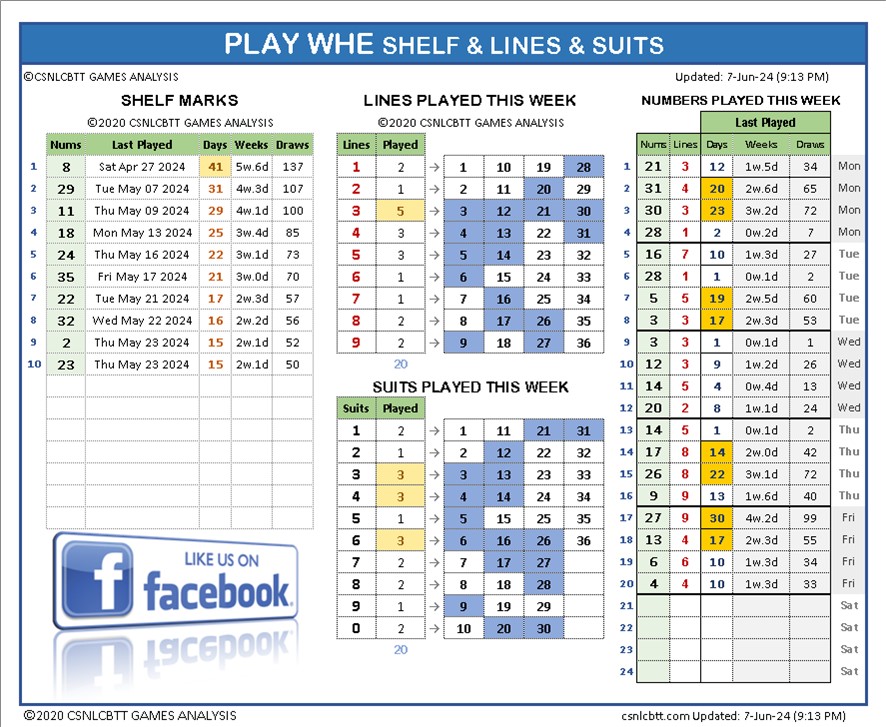 PLAY WHE SHELF & LINES & SUITS
©CSNLCBTT GAMES ANALYSIS
Updated: 7-Jun-24 (9:13 PM)
SHELF MARKS
©2020 CSNLCBTT GAMES ANALYSIS
Nums Last Played Days Weeks Draws
1 8 Sat Apr 27 2024 41 5w.6d 137
2 29 Tue May 07 2024 31 4w.3d 107
3 11 Thu May 09 2024 29 4w.1d 100
4 18 Mon May 13 2024 25 3w.4d 85
5 24 Thu May 16 2024 22 3w.1d 73
6 35 Fri May 17 2024 21 3w.0d 70
7 22 Tue May 21 2024 17 2w.3d 57
8 32 Wed May 22 2024 16 2w.2d 56
9 2 Thu May 23 2024 15 2w.1d 52
10 23 Thu May 23 2024 15 2w.1d 50
LIKE US ON
facebook
LINES PLAYED THIS WEEK
©2020 CSNLCBTT GAMES ANALYSIS
Lines Played
1 2 → 1 10 19 28
2 1 → 2 11 20 29
3 5 → 3 12 21 30
4 3 → 4 13 22 31
5 3 → 5 14 23 32
6 1 → 6 15 24 33
7 1 → 7 16 25 34
8 2 → 8 17 26 35
9 2 → 9 18 27 36
20
SUITS PLAYED THIS WEEK
Suits Played
1 2 → 1 11 21 31
2 1 → 2 12 22 32
3 3 → 3 13 23 33
4 3 → 4 14 24 34
5 1 → 5 15 25 35
6 3 → 6 16 26 36
7 2 → 7 17 27
8 2 → 8 18 28
9 1 → 9 19 29
0 2 → 10 20 30
20
NUMBERS PLAYED THIS WEEK
Last Played
Nums Lines Days Weeks Draws
1 21 3 12 1w.5d 34 Mon
2 31 4 20 2w.6d 65 Mon
3 30 3 23 3w.2d 72 Mon
4 28 1 2 0w.2d 7 Mon
5 16 7 10 1w.3d 27 Tue
6 28 1 1 0w.1d 2 Tue
7 5 5 19 2w.5d 60 Tue
8 3 3 17 2w.3d 53 Tue
9 3 3 1 0w.1d 1 Wed
10 12 3 9 1w.2d 26 Wed
11 14 5 4 0w.4d 13 Wed
12 20 2 8 1w.1d 24 Wed
13 14 5 1 0w.1d 2 Thu
14 17 8 14 2w.0d 42 Thu
15 26 8 22 3w.1d 72 Thu
16 9 9 13 1w.6d 40 Thu
17 27 9 30 4w.2d 99 Fri
18 13 4 17 2w.3d 55 Fri
19 6 6 10 1w.3d 34 Fri
20 4 4 10 1w.3d 33 Fri
21 Sat
22 Sat
23 Sat
24 Sat
©2020 CSNLCBTT GAMES ANALYSIS
csnlcbtt.com Updated: 7-Jun-24 (9:13 PM)